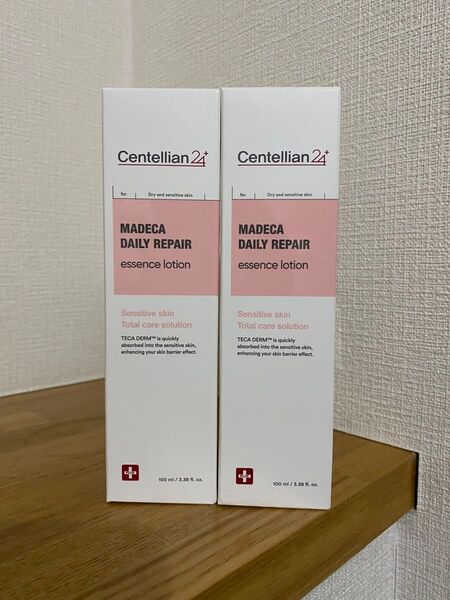 Centellian24+
for Dry and sensitive skin
MADECA
DAILY REPAIR
essence lotion
Sensitive skin
Total care solution
TECA DERM™ is quickly
absorbed into the sensitive skin,
enhancing your skin barrier effect.
100 ml / 3.38 fl. oz.
Centellian24+
for Dry and sensitive skin
MADECA
DAILY REPAIR
essence lotion
Sensitive skin
Total care solution
TECA DERM™ is quickly
absorbed into the sensitive skin,
enhancing your skin barrier effect.
100 ml / 3.38 fl. oz.